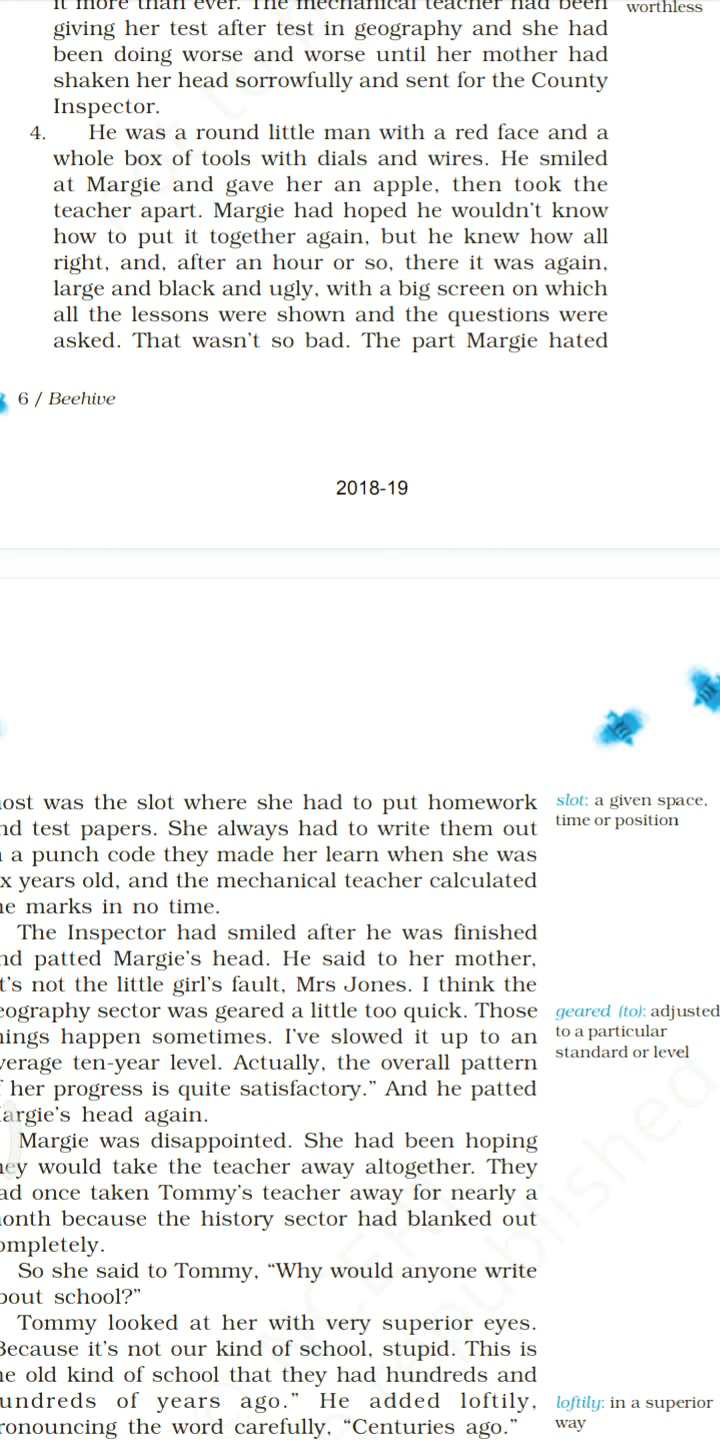 it more than ever. The mechanical teacher had been
worthless
giving her test after test in geography and she had
been doing worse and worse until her mother had
shaken her head sorrowfully and sent for the County
Inspector.
4. He was a round little man with a red face and a
whole box of tools with dials and wires. He smiled
at Margie and gave her an apple, then took the
teacher apart. Margie had hoped he wouldn't know
how to put it together again, but he knew how all
right, and, after an hour or so, there it was again,
large and black and ugly, with a big screen on which
all the lessons were shown and the questions were
asked. That wasn't so bad. The part Margie hated
6 / Beehive
2018-19
ost was the slot where she had to put homework
nd test papers. She always had to write them out
a punch code they made her learn when she was
x years old, and the mechanical teacher calculated
e marks in no time.
The Inspector had smiled after he was finished
nd patted Margie's head. He said to her mother,
t's not the little girl's fault, Mrs Jones. I think the
eography sector was geared a little too quick. Those
ings happen sometimes. I've slowed it up to an
verage ten-year level. Actually, the overall pattern
her progress is quite satisfactory." And he patted
argie's head again.
Margie was disappointed. She had been hoping
ey would take the teacher away altogether. They
ad once taken Tommy's teacher away for nearly a
onth because the history sector had blanked out
ompletely.
So she said to Tommy, "Why would anyone write
bout school?"
Tommy looked at her with very superior eyes.
Because it's not our kind of school, stupid. This is
e old kind of school that they had hundreds and
undreds of years ago." He added loftily,
ronouncing the word carefully, "Centuries ago."
slot: a given space,
time or position
geared (to): adjusted
to a particular
standard or level
loftily: in a superior
way